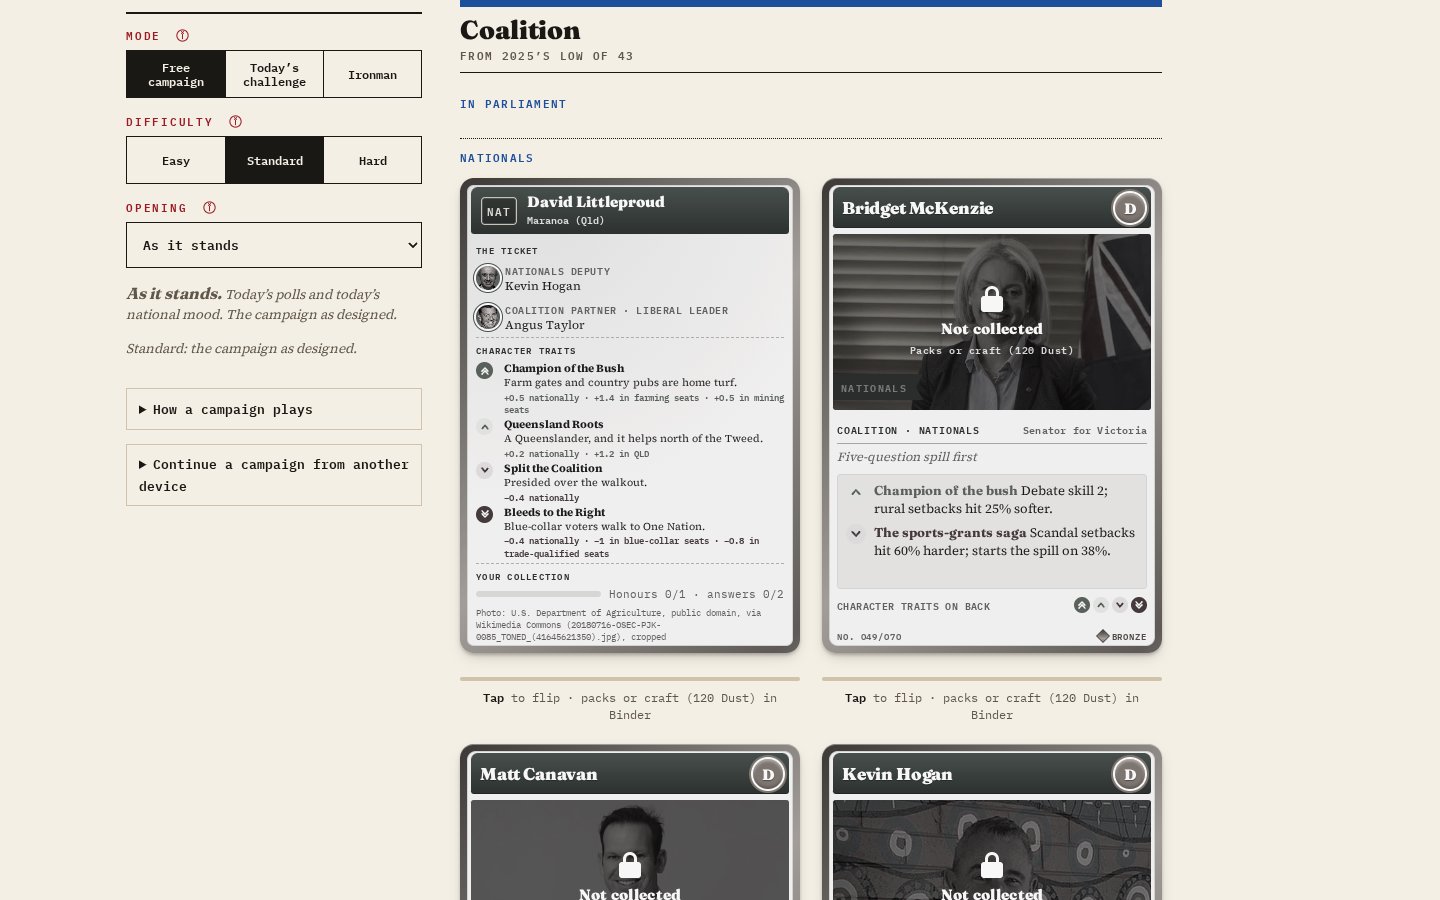 MODE
Free campaign
Today's challenge
Ironman
DIFFICULTY
Easy
Standard
Hard
OPENING
As it stands
As it stands. Today's polls and today's
national mood. The campaign as designed.
Standard: the campaign as designed.
▶ How a campaign plays
▶ Continue a campaign from another
device
Coalition
FROM 2025'S LOW OF 43
IN PARLIAMENT
NATIONALS
NAT
David Littleproud
Maranoa (Qld)
THE TICKET
NATIONALS DEPUTY
Kevin Hogan
COALITION PARTNER · LIBERAL LEADER
Angus Taylor
CHARACTER TRAITS
Champion of the Bush
Farm gates and country pubs are home turf.
+0.5 nationally · +1.4 in farming seats · +0.5 in mining
seats
Queensland Roots
A Queenslander, and it helps north of the Tweed.
+0.2 nationally · +1.2 in QLD
Split the Coalition
Presided over the walkout.
−0.4 nationally
Bleeds to the Right
Blue-collar voters walk to One Nation.
−0.4 nationally · −1 in blue-collar seats · −0.8 in
trade-qualified seats
YOUR COLLECTION
Honours 0/1 · answers 0/2
Photo: U.S. Department of Agriculture, public domain, via
Wikimedia Commons (20180716-OSEC-PJK-
0085_TONED_(41645621350).jpg), cropped
Tap to flip · packs or craft (120 Dust) in
Binder
Bridget McKenzie
D
Not collected
Packs or craft (120 Dust)
NATIONALS
COALITION · NATIONALS
Senator for Victoria
Five-question spill first
Champion of the bush Debate skill 2;
rural setbacks hit 25% softer.
The sports-grants saga Scandal setbacks
hit 60% harder; starts the spill on 38%.
CHARACTER TRAITS ON BACK
NO. 049/070
BRONZE
Tap to flip · packs or craft (120 Dust) in
Binder
Matt Canavan
D
Not collected
Kevin Hogan
D
Not collected